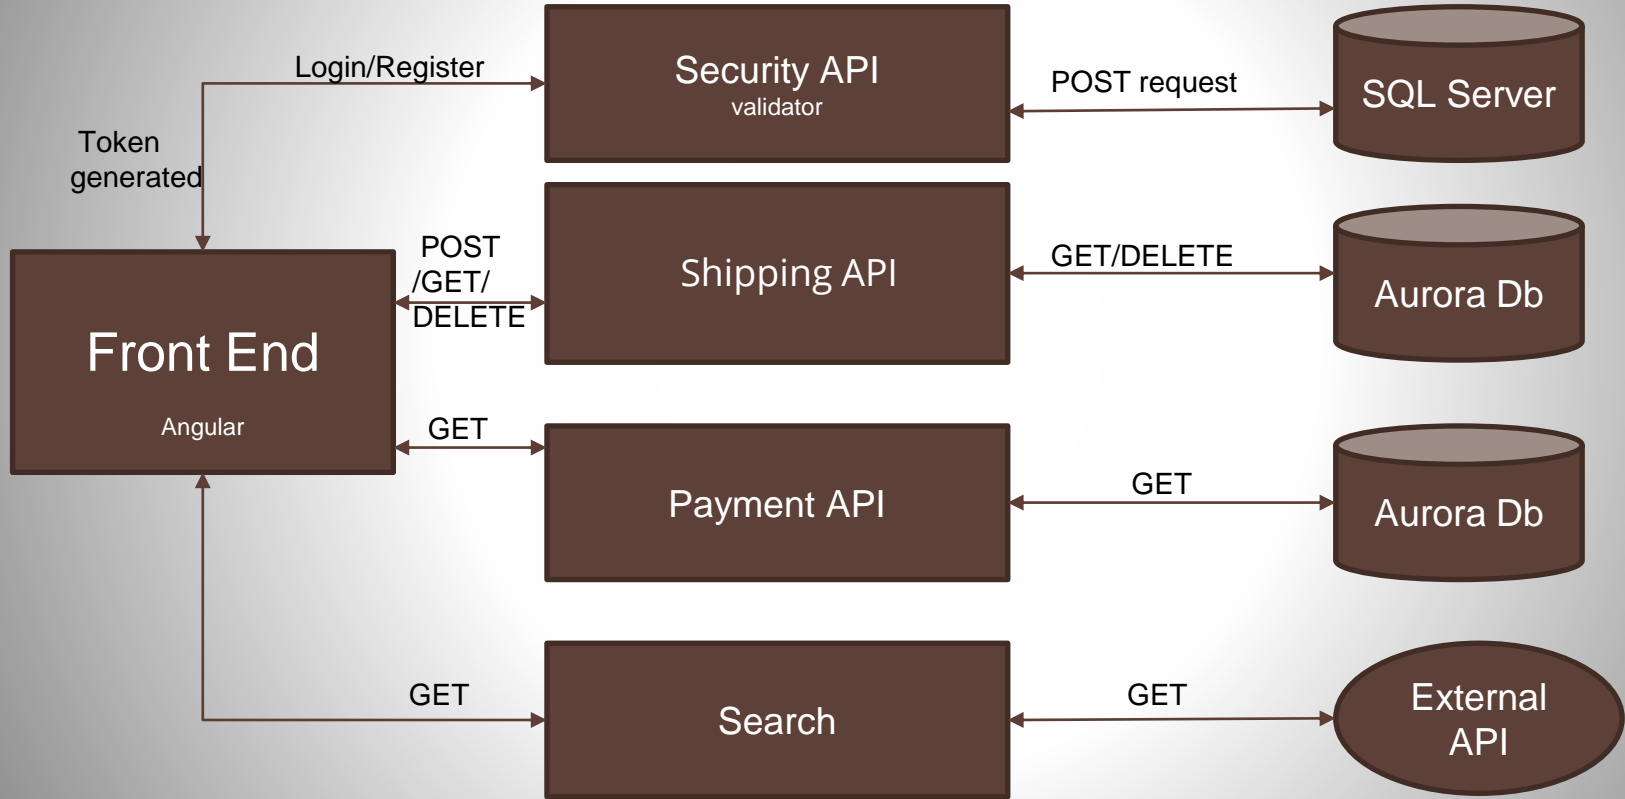 Login/Register
Security API
validator
POST request
SQL Server
Token
generated
POST
/GET/
DELETE
Shipping API
GET/DELETE
Aurora Db
Front End
Angular
GET
Payment API
GET
Aurora Db
GET
Search
GET
External
API